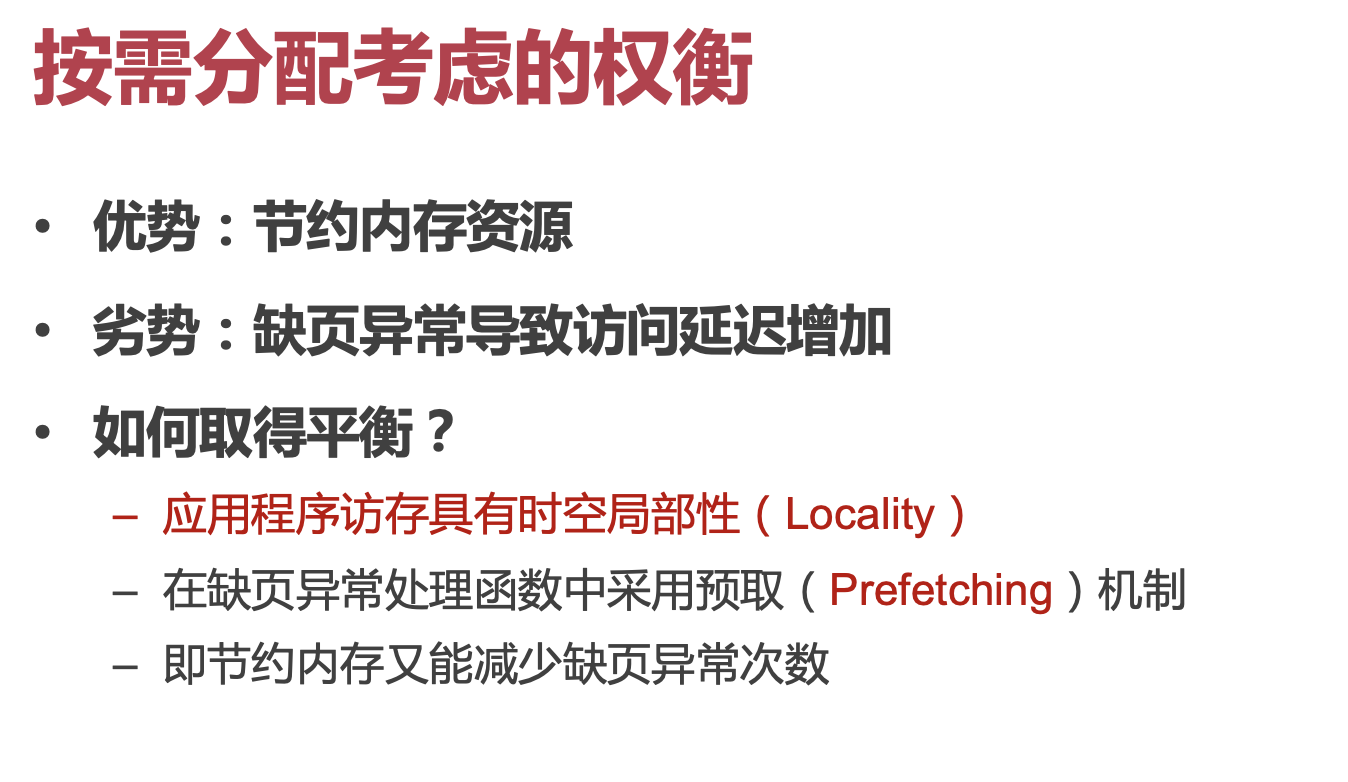 按需分配考虑的权衡
• 优势：节约内存资源
• 劣势：缺页异常导致访问延迟增加
• 如何取得平衡？
– 应用程序访存具有时空局部性（Locality）
– 在缺页异常处理函数中采用预取（Prefetching）机制
– 即节约内存又能减少缺页异常次数